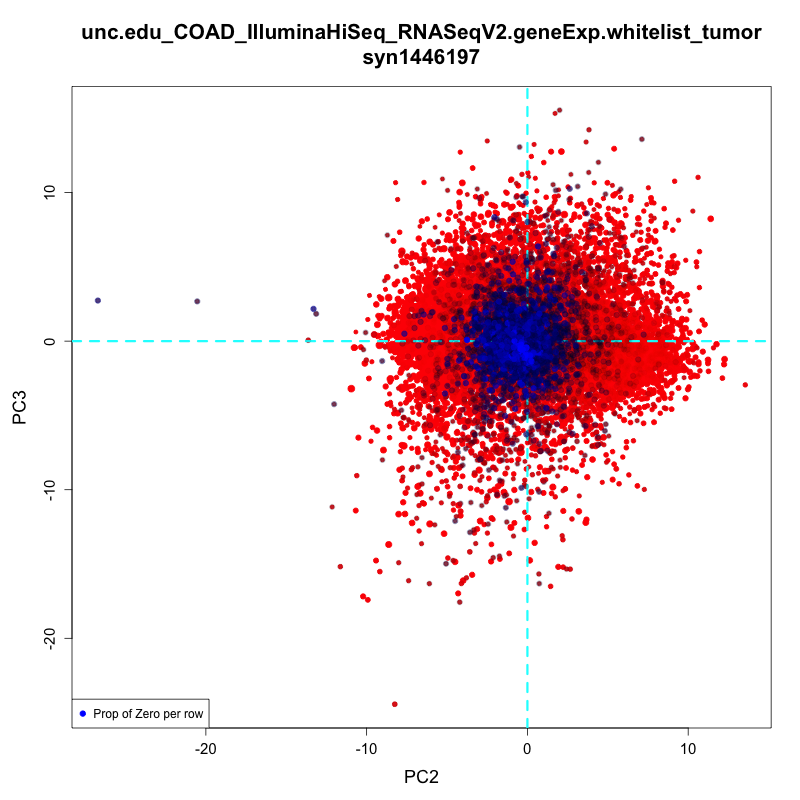 unc.edu_COAD_IlluminaHiSeq_RNASeqV2.geneExp.whitelist_tumor
syn1446197
10
0
-10
-20
PC3
Prop of Zero per row
-20
-10
0
10
PC2